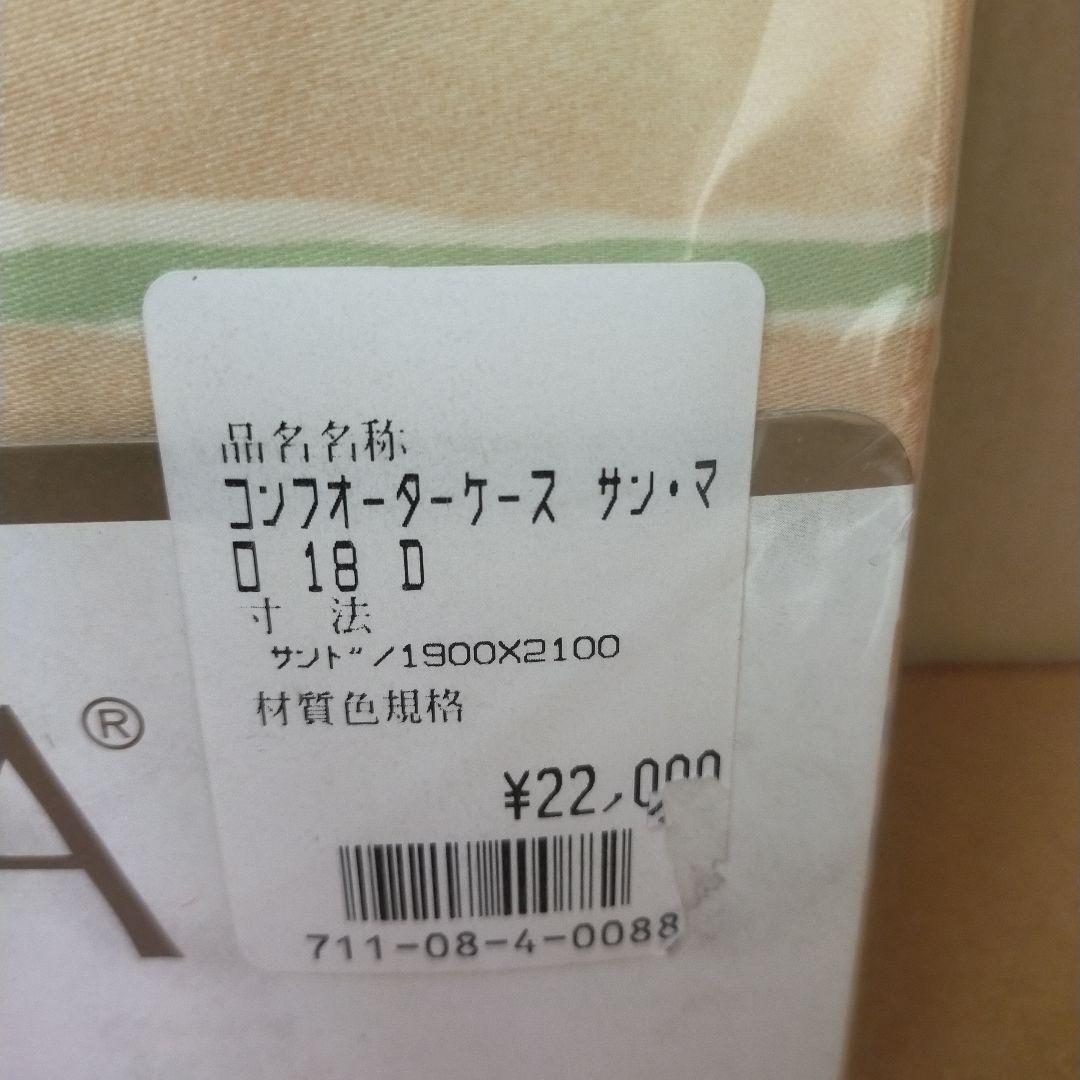 品名名称
コンフオーターケース サン・マ
ロ 18 D
寸 法
サンド/1900X2100
材質色規格
¥22,000
711-08-4-0088
A®